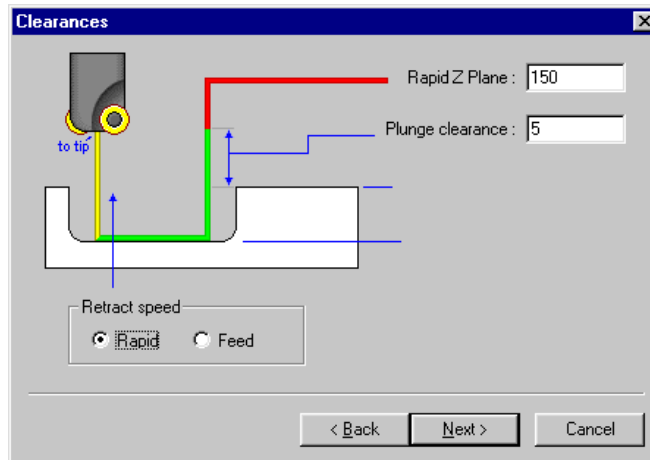 Clearances
Rapid Z Plane : 150
Plunge clearance : 5
to tip
Retract speed
Rapid Feed
< Back Next > Cancel